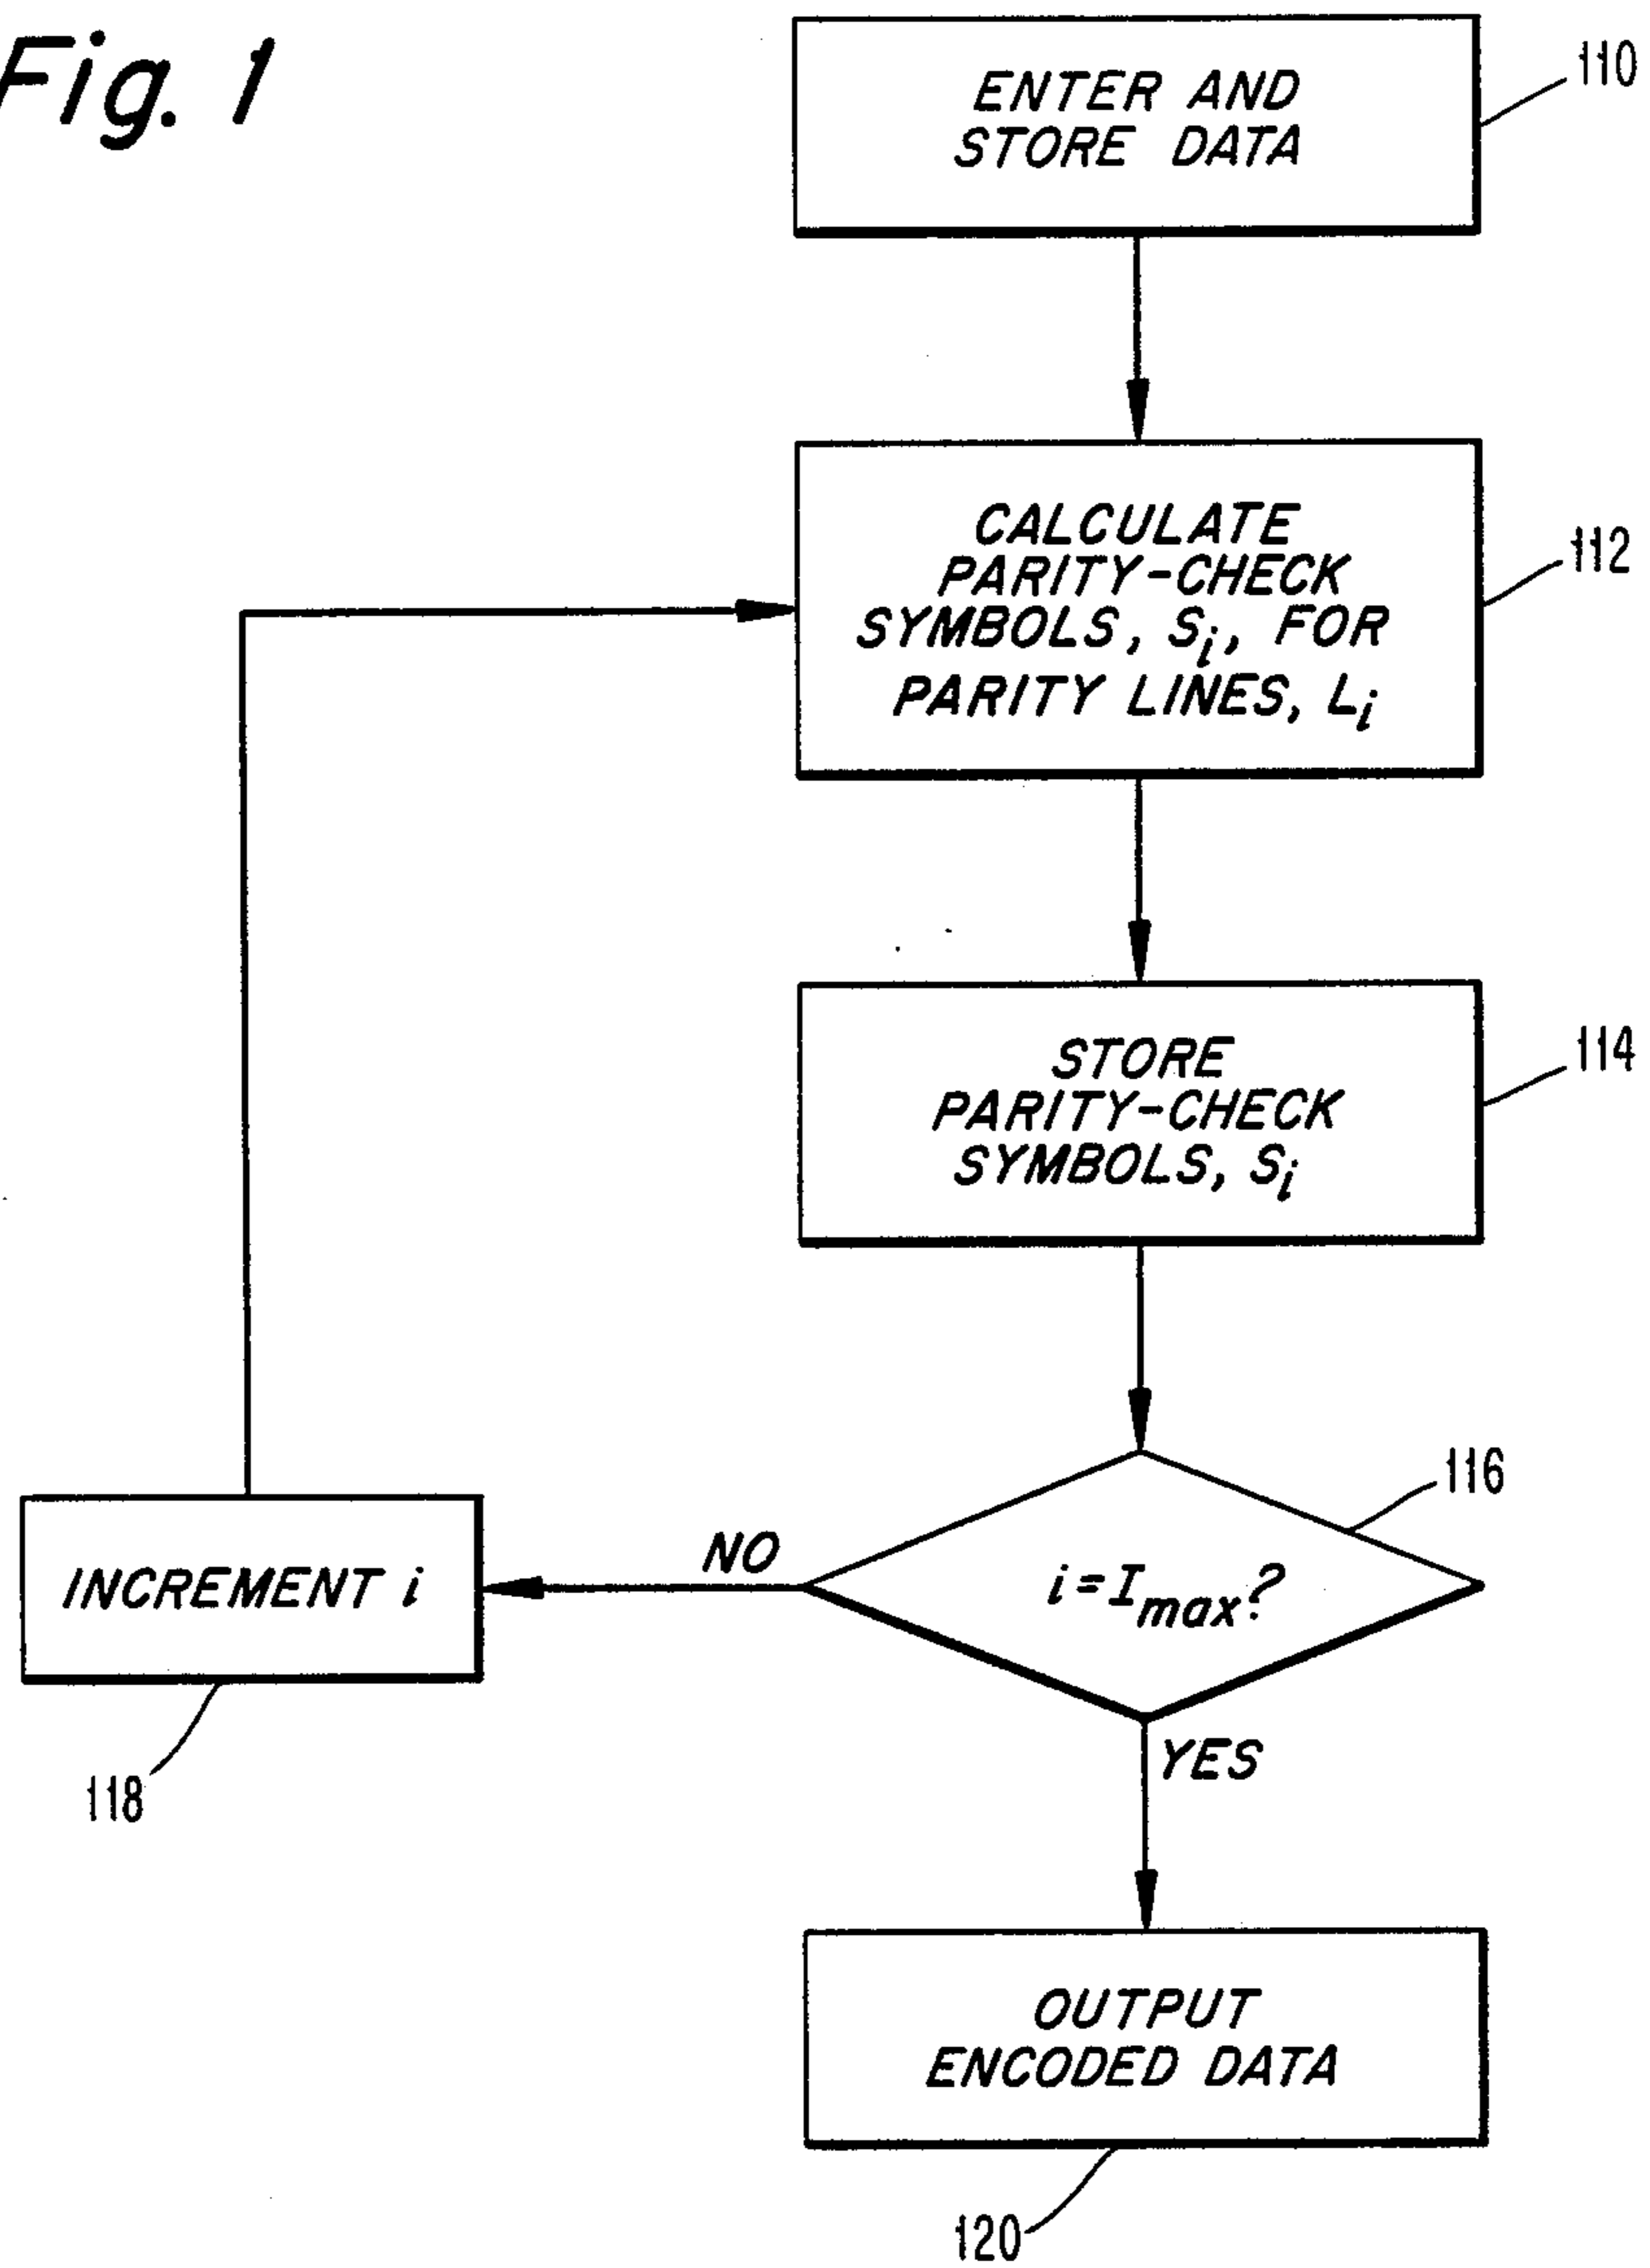 Fig. 1
ENTER AND
STORE DATA
110
CALCULATE
PARITY-CHECK
SYMBOLS, Si, FOR
PARITY LINES, Li
112
STORE
PARITY-CHECK
SYMBOLS, Si
114
i=Imax?
116
NO
INCREMENT i
118
YES
OUTPUT
ENCODED DATA
120